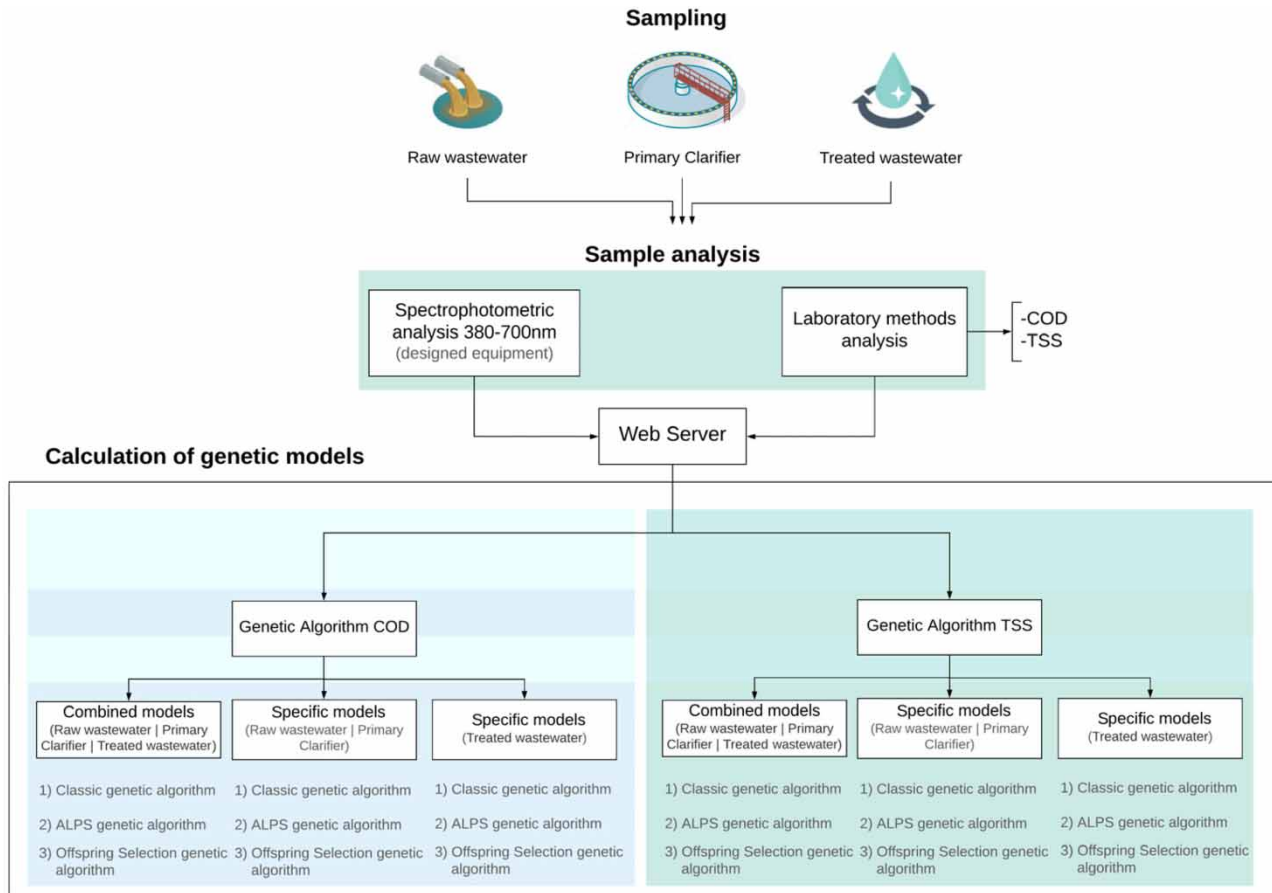 Sampling
Raw wastewater
Primary Clarifier
Treated wastewater
Sample analysis
Spectrophotometric
analysis 380-700nm
(designed equipment)
Laboratory methods
analysis
-COD
-TSS
Web Server
Calculation of genetic models
Genetic Algorithm COD
Genetic Algorithm TSS
Combined models
(Raw wastewater | Primary
Clarifier | Treated wastewater)
Specific models
(Raw wastewater | Primary
Clarifier)
Specific models
(Treated wastewater)
Combined models
(Raw wastewater | Primary
Clarifier | Treated wastewater)
Specific models
(Raw wastewater | Primary
Clarifier)
Specific models
(Treated wastewater)
1) Classic genetic algorithm
2) ALPS genetic algorithm
3) Offspring Selection genetic
algorithm
1) Classic genetic algorithm
2) ALPS genetic algorithm
3) Offspring Selection genetic
algorithm
1) Classic genetic algorithm
2) ALPS genetic algorithm
3) Offspring Selection genetic
algorithm
1) Classic genetic algorithm
2) ALPS genetic algorithm
3) Offspring Selection genetic
algorithm
1) Classic genetic algorithm
2) ALPS genetic algorithm
3) Offspring Selection genetic
algorithm
1) Classic genetic algorithm
2) ALPS genetic algorithm
3) Offspring Selection genetic
algorithm